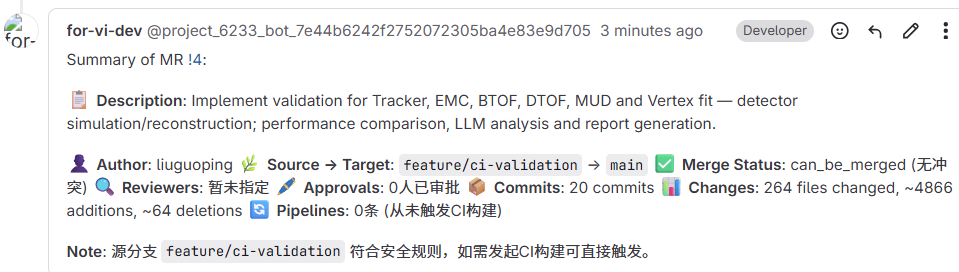 for-vi-dev @project_6233_bot_7e44b6242f2752072305ba4e83e9d705 3 minutes ago Developer
for-
Summary of MR !4:
📋 Description: Implement validation for Tracker, EMC, BTOF, DTOF, MUD and Vertex fit — detector
simulation/reconstruction; performance comparison, LLM analysis and report generation.
👤 Author: liuguoping 🌿 Source → Target: feature/ci-validation → main ✅ Merge Status: can_be_merged (无冲
突) 🔍 Reviewers: 暂未指定 🖊️ Approvals: 0人已审批 📦 Commits: 20 commits 📊 Changes: 264 files changed, ~4866
additions, ~64 deletions 🔄 Pipelines: 0条 (从未触发CI构建)
Note: 源分支 feature/ci-validation 符合安全规则，如需发起CI构建可直接触发。